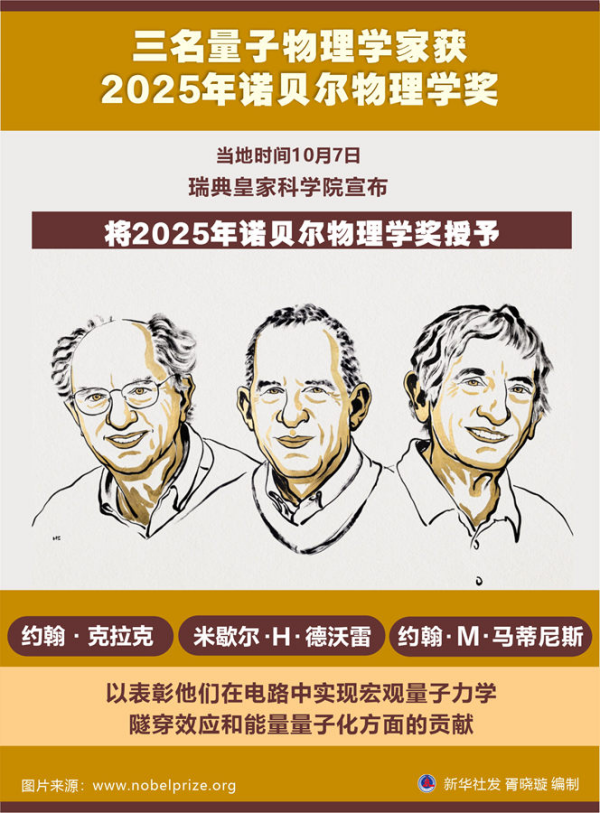 三名量子物理学家获
2025年诺贝尔物理学奖
当地时间10月7日
瑞典皇家科学院宣布
将2025年诺贝尔物理学奖授予
约翰·克拉克
米歇尔·H·德沃雷
约翰·M·马蒂尼斯
以表彰他们在电路中实现宏观量子力学
隧穿效应和能量量子化方面的贡献
图片来源：www.nobelprize.org
新华社发 胥晓璇 编制